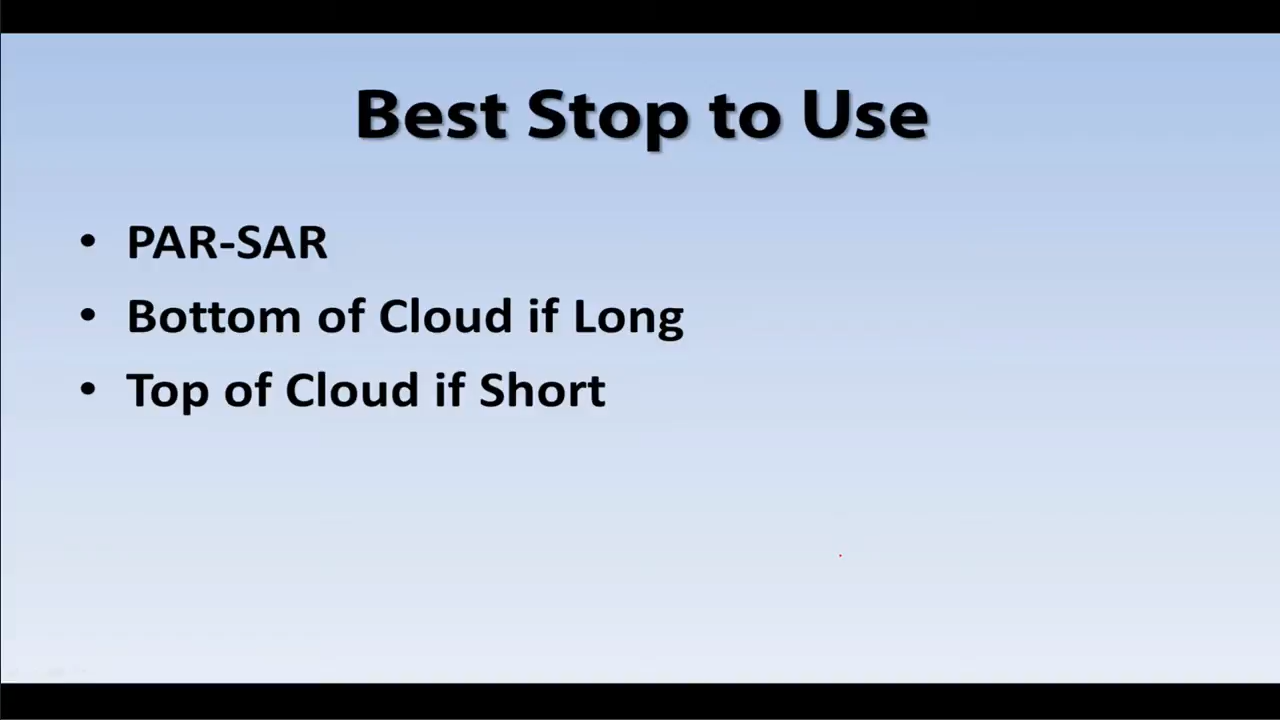 Best Stop to Use
• PAR-SAR
• Bottom of Cloud if Long
• Top of Cloud if Short